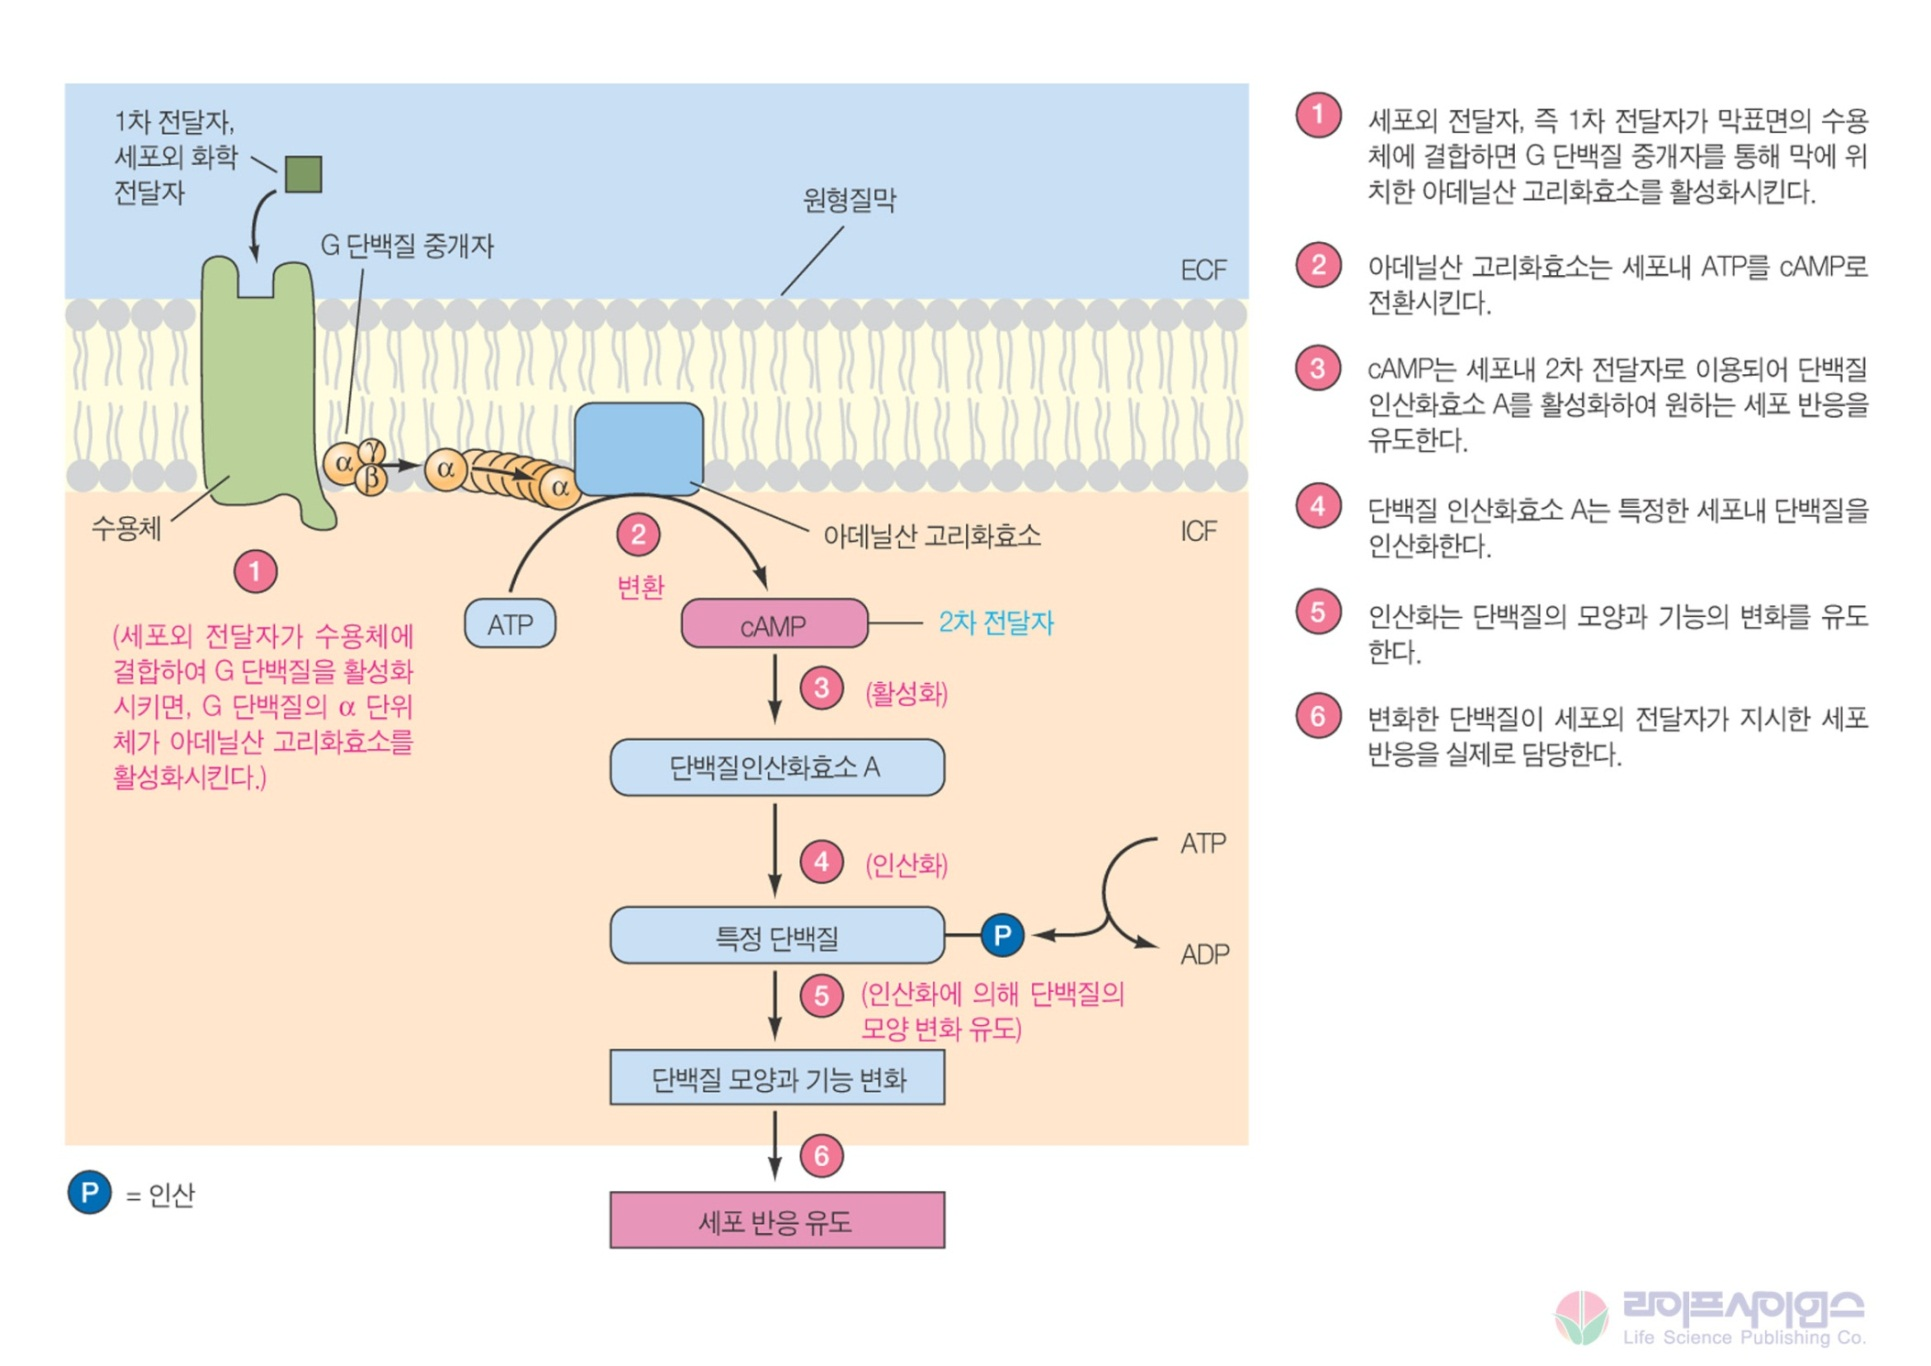 1차 전달자,
세포외 화학
전달자
G 단백질 중개자
원형질막
ECF
α
γ
β
α
α
수용체
1
2
변환
아데닐산 고리화효소
ICF
(세포외 전달자가 수용체에
결합하여 G 단백질을 활성화
시키면, G 단백질의 α 단위
체가 아데닐산 고리화효소를
활성화시킨다.)
ATP
cAMP
2차 전달자
3 (활성화)
단백질인산화효소 A
4 (인산화)
ATP
특정 단백질
P
ADP
5 (인산화에 의해 단백질의
모양 변화 유도)
단백질 모양과 기능 변화
6
세포 반응 유도
P = 인산
1 세포외 전달자, 즉 1차 전달자가 막표면의 수용
체에 결합하면 G 단백질 중개자를 통해 막에 위
치한 아데닐산 고리화효소를 활성화시킨다.
2 아데닐산 고리화효소는 세포내 ATP를 cAMP로
전환시킨다.
3 cAMP는 세포내 2차 전달자로 이용되어 단백질
인산화효소 A를 활성화하여 원하는 세포 반응을
유도한다.
4 단백질 인산화효소 A는 특정한 세포내 단백질을
인산화한다.
5 인산화는 단백질의 모양과 기능의 변화를 유도
한다.
6 변화한 단백질이 세포외 전달자가 지시한 세포
반응을 실제로 담당한다.
라이프사이언스
Life Science Publishing Co.